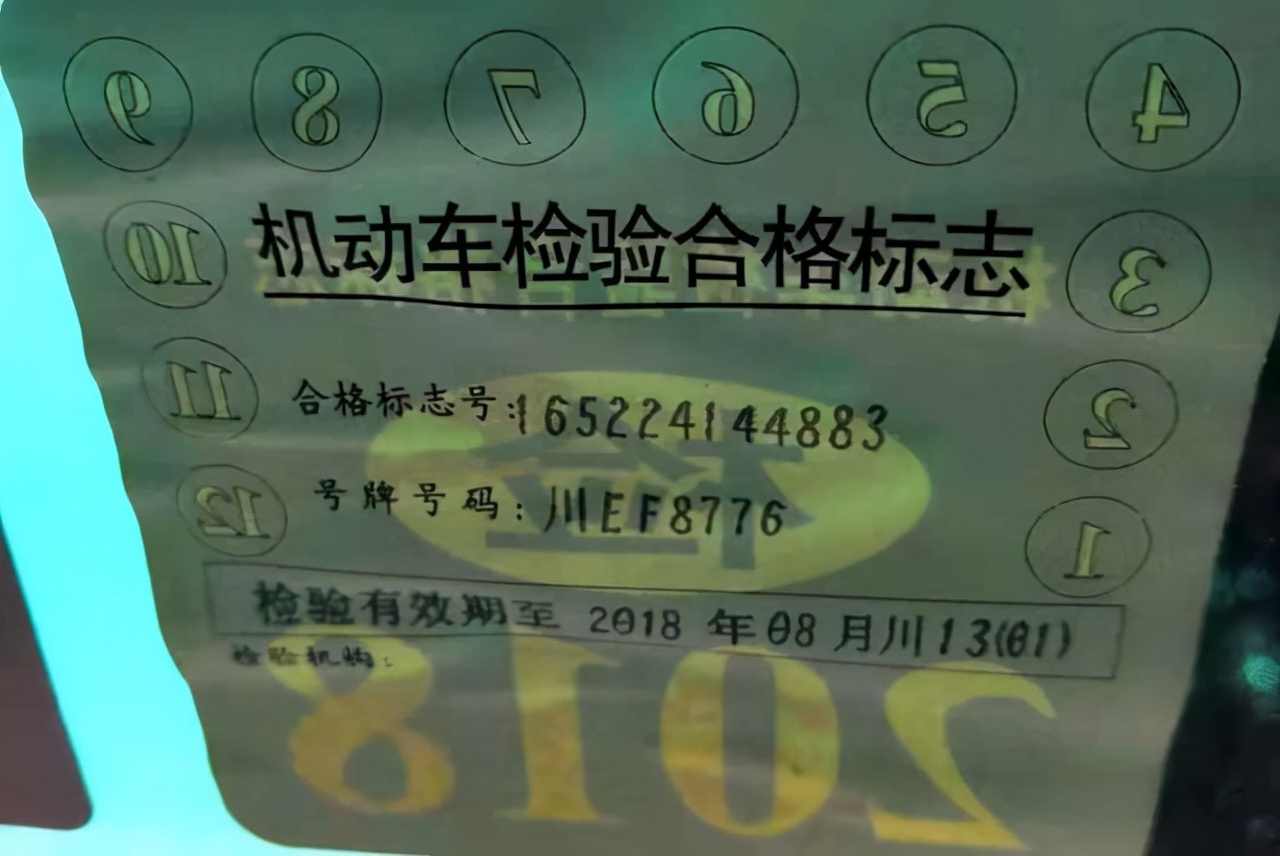 9 8 7 6 5 4
10 机动车检验合格标志 3
11 合格标志号:165224144883 2
12 号牌号码:川EF8776 1
检
检验有效期至 2018 年08 月川13(01)
检验机构:
2018